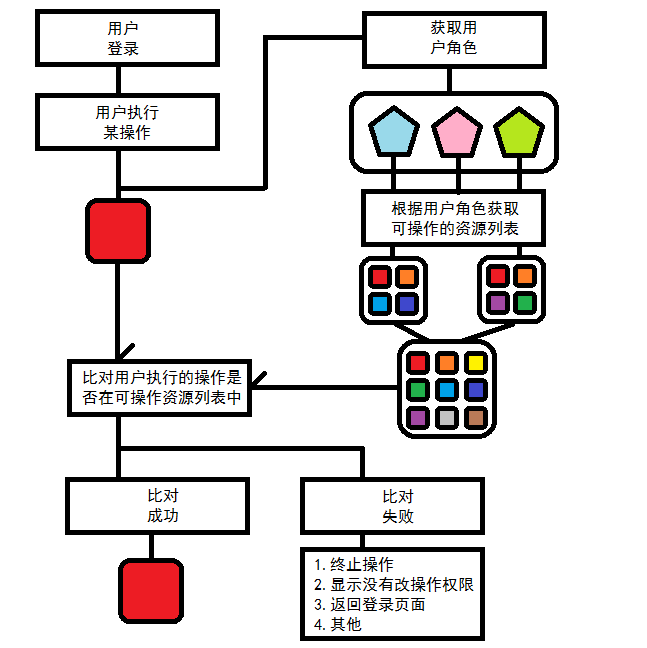 用户
登录
获取用
户角色
用户执行
某操作
根据用户角色获取
可操作的资源列表
比对用户执行的操作是
否在可操作资源列表中
比对
成功
比对
失败
1. 终止操作
2. 显示没有改操作权限
3. 返回登录页面
4. 其他